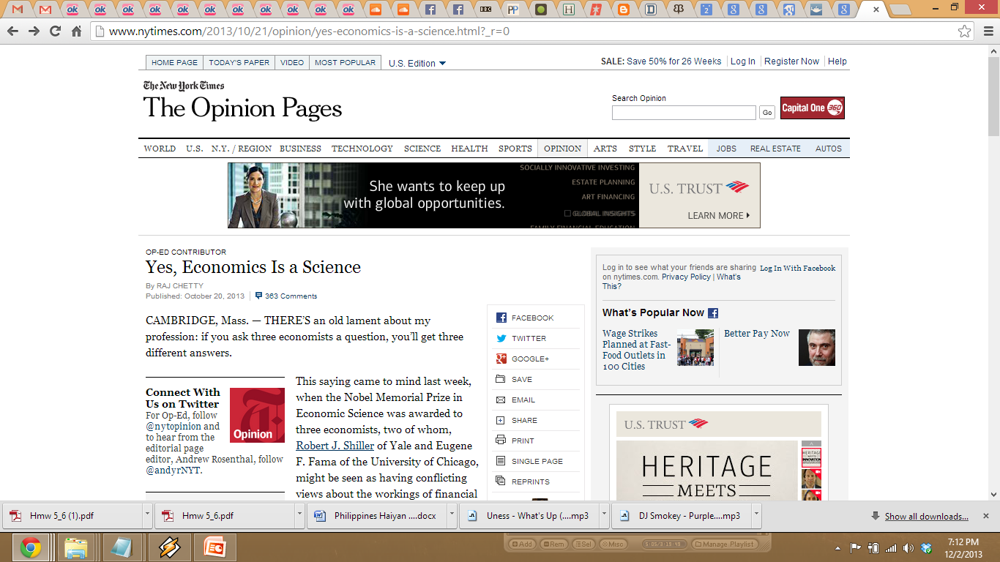 www.nytimes.com/2013/10/21/opinion/yes-economics-is-a-science.html?_r=0
HOME PAGE TODAY'S PAPER VIDEO MOST POPULAR U.S. Edition
SALE: Save 50% for 26 Weeks Log In Register Now Help
The New York Times
The Opinion Pages
Search Opinion
Go
Capital One 360
WORLD U.S. N.Y. / REGION BUSINESS TECHNOLOGY SCIENCE HEALTH SPORTS OPINION ARTS STYLE TRAVEL JOBS REAL ESTATE AUTOS
She wants to keep up
with global opportunities.
SOCIALLY INNOVATIVE INVESTING
ESTATE PLANNING
ART FINANCING
GLOBAL INSIGHTS
FAMILY FINANCIAL EDUCATION
U.S. TRUST
LEARN MORE
OP-ED CONTRIBUTOR
Yes, Economics Is a Science
By RAJ CHETTY
Published: October 20, 2013 363 Comments
CAMBRIDGE, Mass. — THERE'S an old lament about my
profession: if you ask three economists a question, you'll get three
different answers.
Connect With
Us on Twitter
For Op-Ed, follow
@nytopinion and
to hear from the
editorial page
editor, Andrew Rosenthal, follow
@andyrNYT.
Opinion
This saying came to mind last week,
when the Nobel Memorial Prize in
Economic Science was awarded to
three economists, two of whom,
Robert J. Shiller of Yale and Eugene
F. Fama of the University of Chicago,
might be seen as having conflicting
views about the workings of financial
FACEBOOK
TWITTER
GOOGLE+
SAVE
EMAIL
SHARE
PRINT
SINGLE PAGE
REPRINTS
Log in to see what your friends are sharing
on nytimes.com. Privacy Policy | What's
This?
Log In With Facebook
What's Popular Now
Wage Strikes
Planned at Fast-
Food Outlets in
100 Cities
Better Pay Now
U.S. TRUST
HERITAGE
MEETS
Hmw 5_6 (1).pdf
Hmw 5_6.pdf
Philippines Haiyan ....docx
Uness - What's Up (....mp3
DJ Smokey - Purple....mp3
Show all downloads...
Add Rem Sel Misc 5:05/3:19:48 Manage Playlist
7:12 PM
12/2/2013